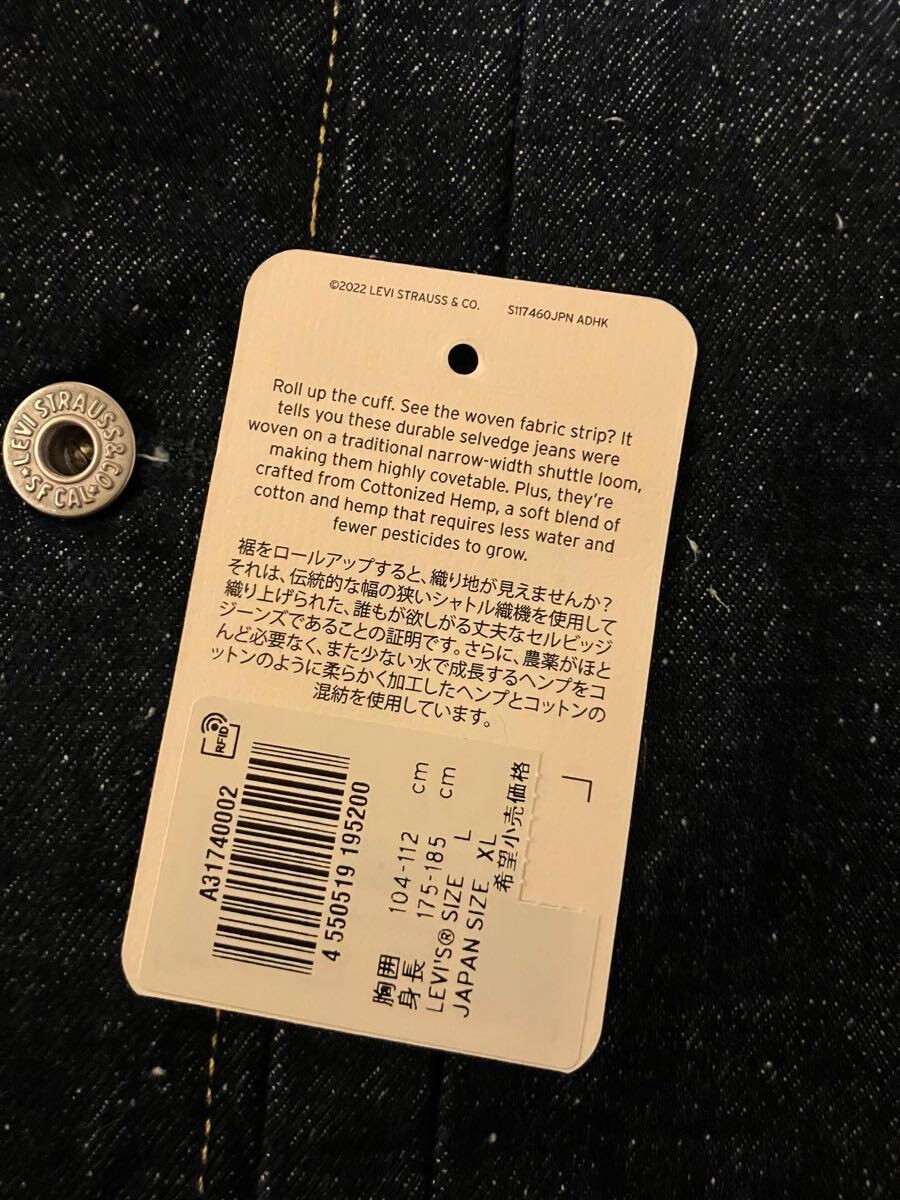 ©2022 LEVI STRAUSS & CO. S117460JPN ADHK
Roll up the cuff. See the woven fabric strip? It
tells you these durable selvedge jeans were
woven on a traditional narrow-width shuttle loom,
making them highly covetable. Plus, they're
crafted from Cottonized Hemp, a soft blend of
cotton and hemp that requires less water and
fewer pesticides to grow.
裾をロールアップすると、織り地が見えませんか？
それは、伝統的な幅の狭いシャトル織機を使用して
織り上げられた、誰もが欲しがる丈夫なセルビッジ
ジーンズであることの証明です。さらに、農薬がほと
んど必要なく、また少ない水で成長するヘンプをコ
ットンのように柔らかく加工したヘンプとコットンの
混紡を使用しています。
RFID
A31740002
4 550519 195200
胸囲 104-112 cm
身長 175-185 cm
LEVI'S® SIZE L
JAPAN SIZE XL
希望小売価格
LEVI STRAUSS & CO
S F CAL